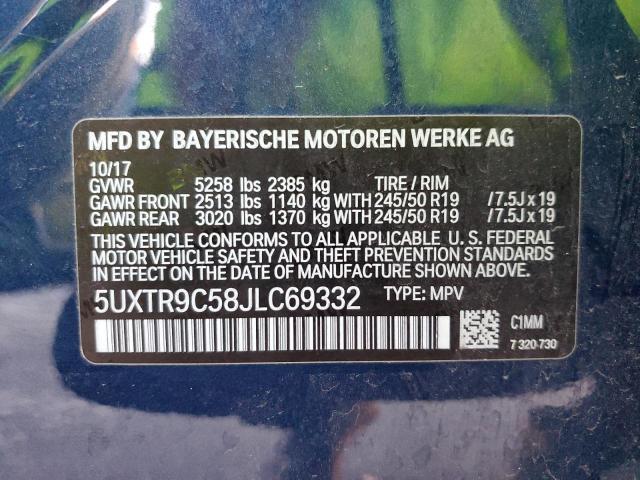 MFD BY BAYERISCHE MOTOREN WERKE AG
10/17
GVWR 5258 lbs 2385 kg TIRE / RIM
GAWR FRONT 2513 lbs 1140 kg WITH 245/50 R19 /7.5J x 19
GAWR REAR 3020 lbs 1370 kg WITH 245/50 R19 /7.5J x 19
THIS VEHICLE CONFORMS TO ALL APPLICABLE U. S. FEDERAL
MOTOR VEHICLE SAFETY AND THEFT PREVENTION STANDARDS
IN EFFECT ON THE DATE OF MANUFACTURE SHOWN ABOVE.
5UXTR9C58JLC69332 TYPE: MPV
C1MM
7 320 730